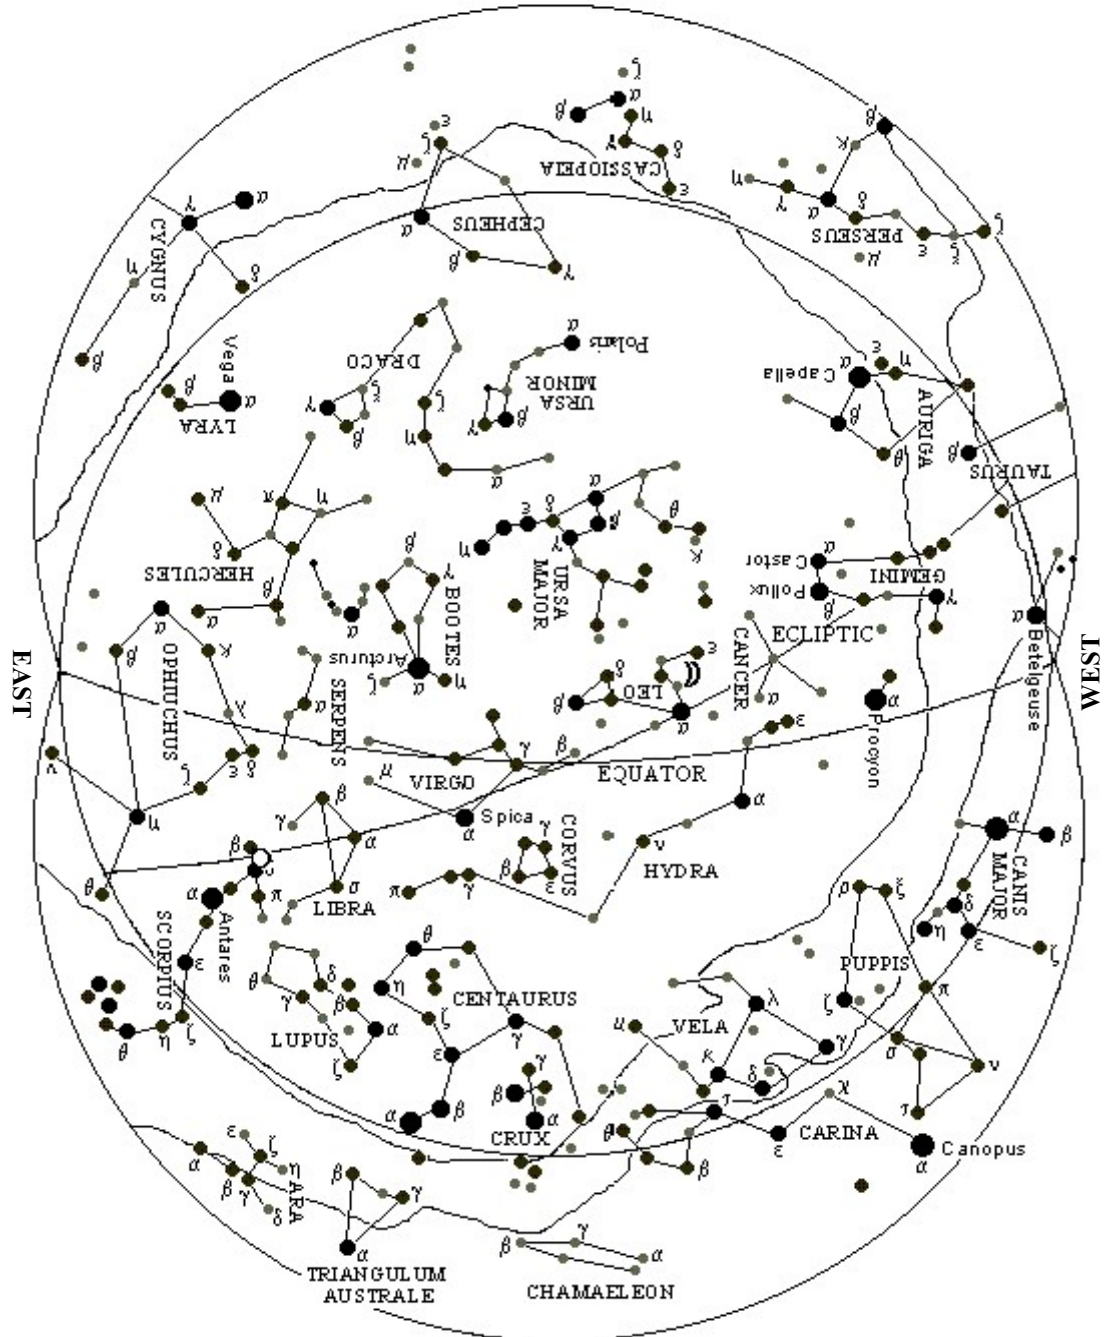 ζ
α
β
η
γ
δ
ε
CASSIOPEIA
ε
ζ
μ
α
β
γ
CEPHEUS
β
κ
η
γ
α
δ
ε
ξ
ζ
μ
PERSEUS
α
γ
η
δ
β
CYGNUS
Vega
α
β
LYRA
DRACO
ξ
γ
β
ζ
η
α
α
Polaris
URSA
MINOR
γ
β
ε
η
α
Capella
β
θ
AURIGA
β
TAURUS
μ
π
η
δ
β
HERCULES
β
γ
BOOTES
Arcturus
α
η
ζ
α
δ
ε
γ
β
η
θ
κ
URSA
MAJOR
α
Castor
Pollux
β
γ
GEMINI
ECLIPTIC
α
Betelgeuse
WEST
EAST
α
β
κ
λ
OPHIUCHUS
ν
ζ
ε
δ
η
θ
SERPENS
α
δ
ε
LEO
β
α
CANCER
α
α
Procyon
μ
VIRGO
γ
β
EQUATOR
α
Spica
ε
α
ν
HYDRA
π
γ
β
γ
α
σ
LIBRA
γ
β
ε
CORVUS
α
β
CANIS
MAJOR
δ
η
ε
ζ
β
π
α
Antares
SCORPIUS
ε
ζ
η
θ
θ
γ
δ
β
α
ζ
LUPUS
θ
η
CENTAURUS
ζ
ε
γ
α
β
γ
β
α
CRUX
ρ
ξ
PUPPIS
ζ
π
σ
ν
τ
λ
μ
VELA
κ
δ
γ
χ
θ
β
ε
CARINA
α
Canopus
α
ε
ζ
η
β
γ
δ
ARA
β
γ
α
TRIANGULUM
AUSTRALE
β
γ
α
CHAMAELEON